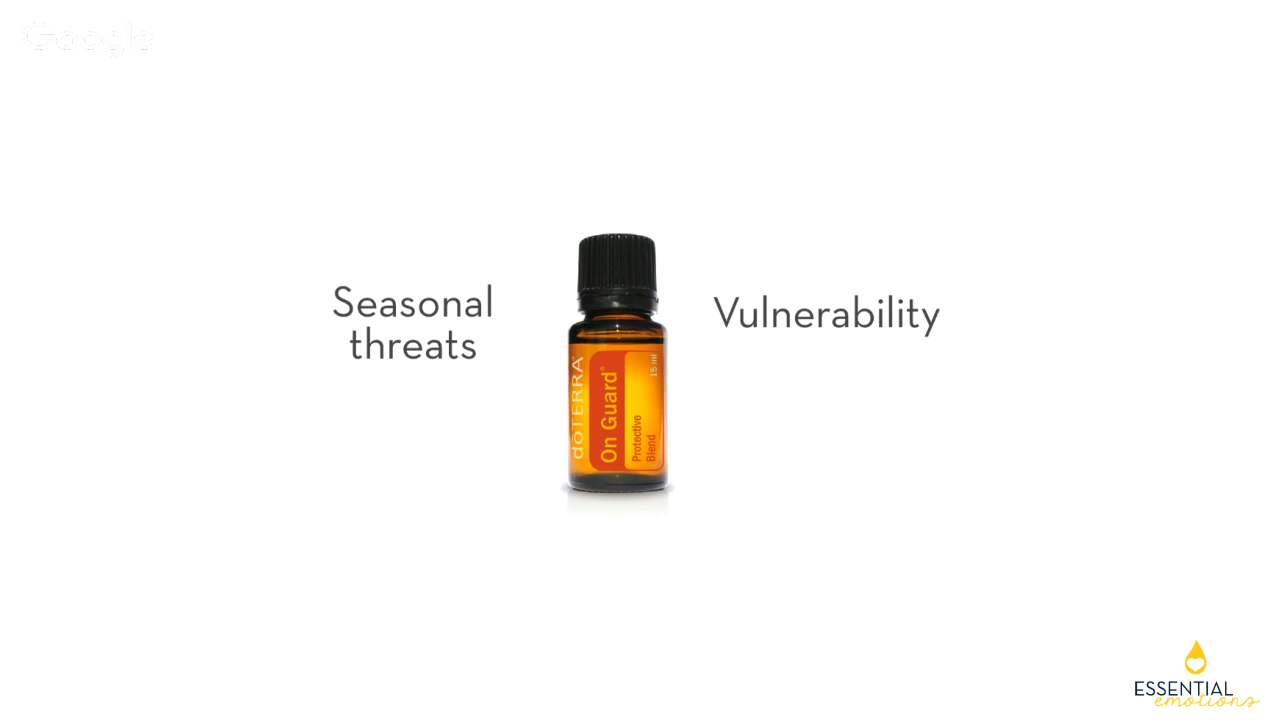 Google
Seasonal
threats
dōTERRA®
On Guard®
Protective
Blend
15 ml
Vulnerability
ESSENTIAL
emotions